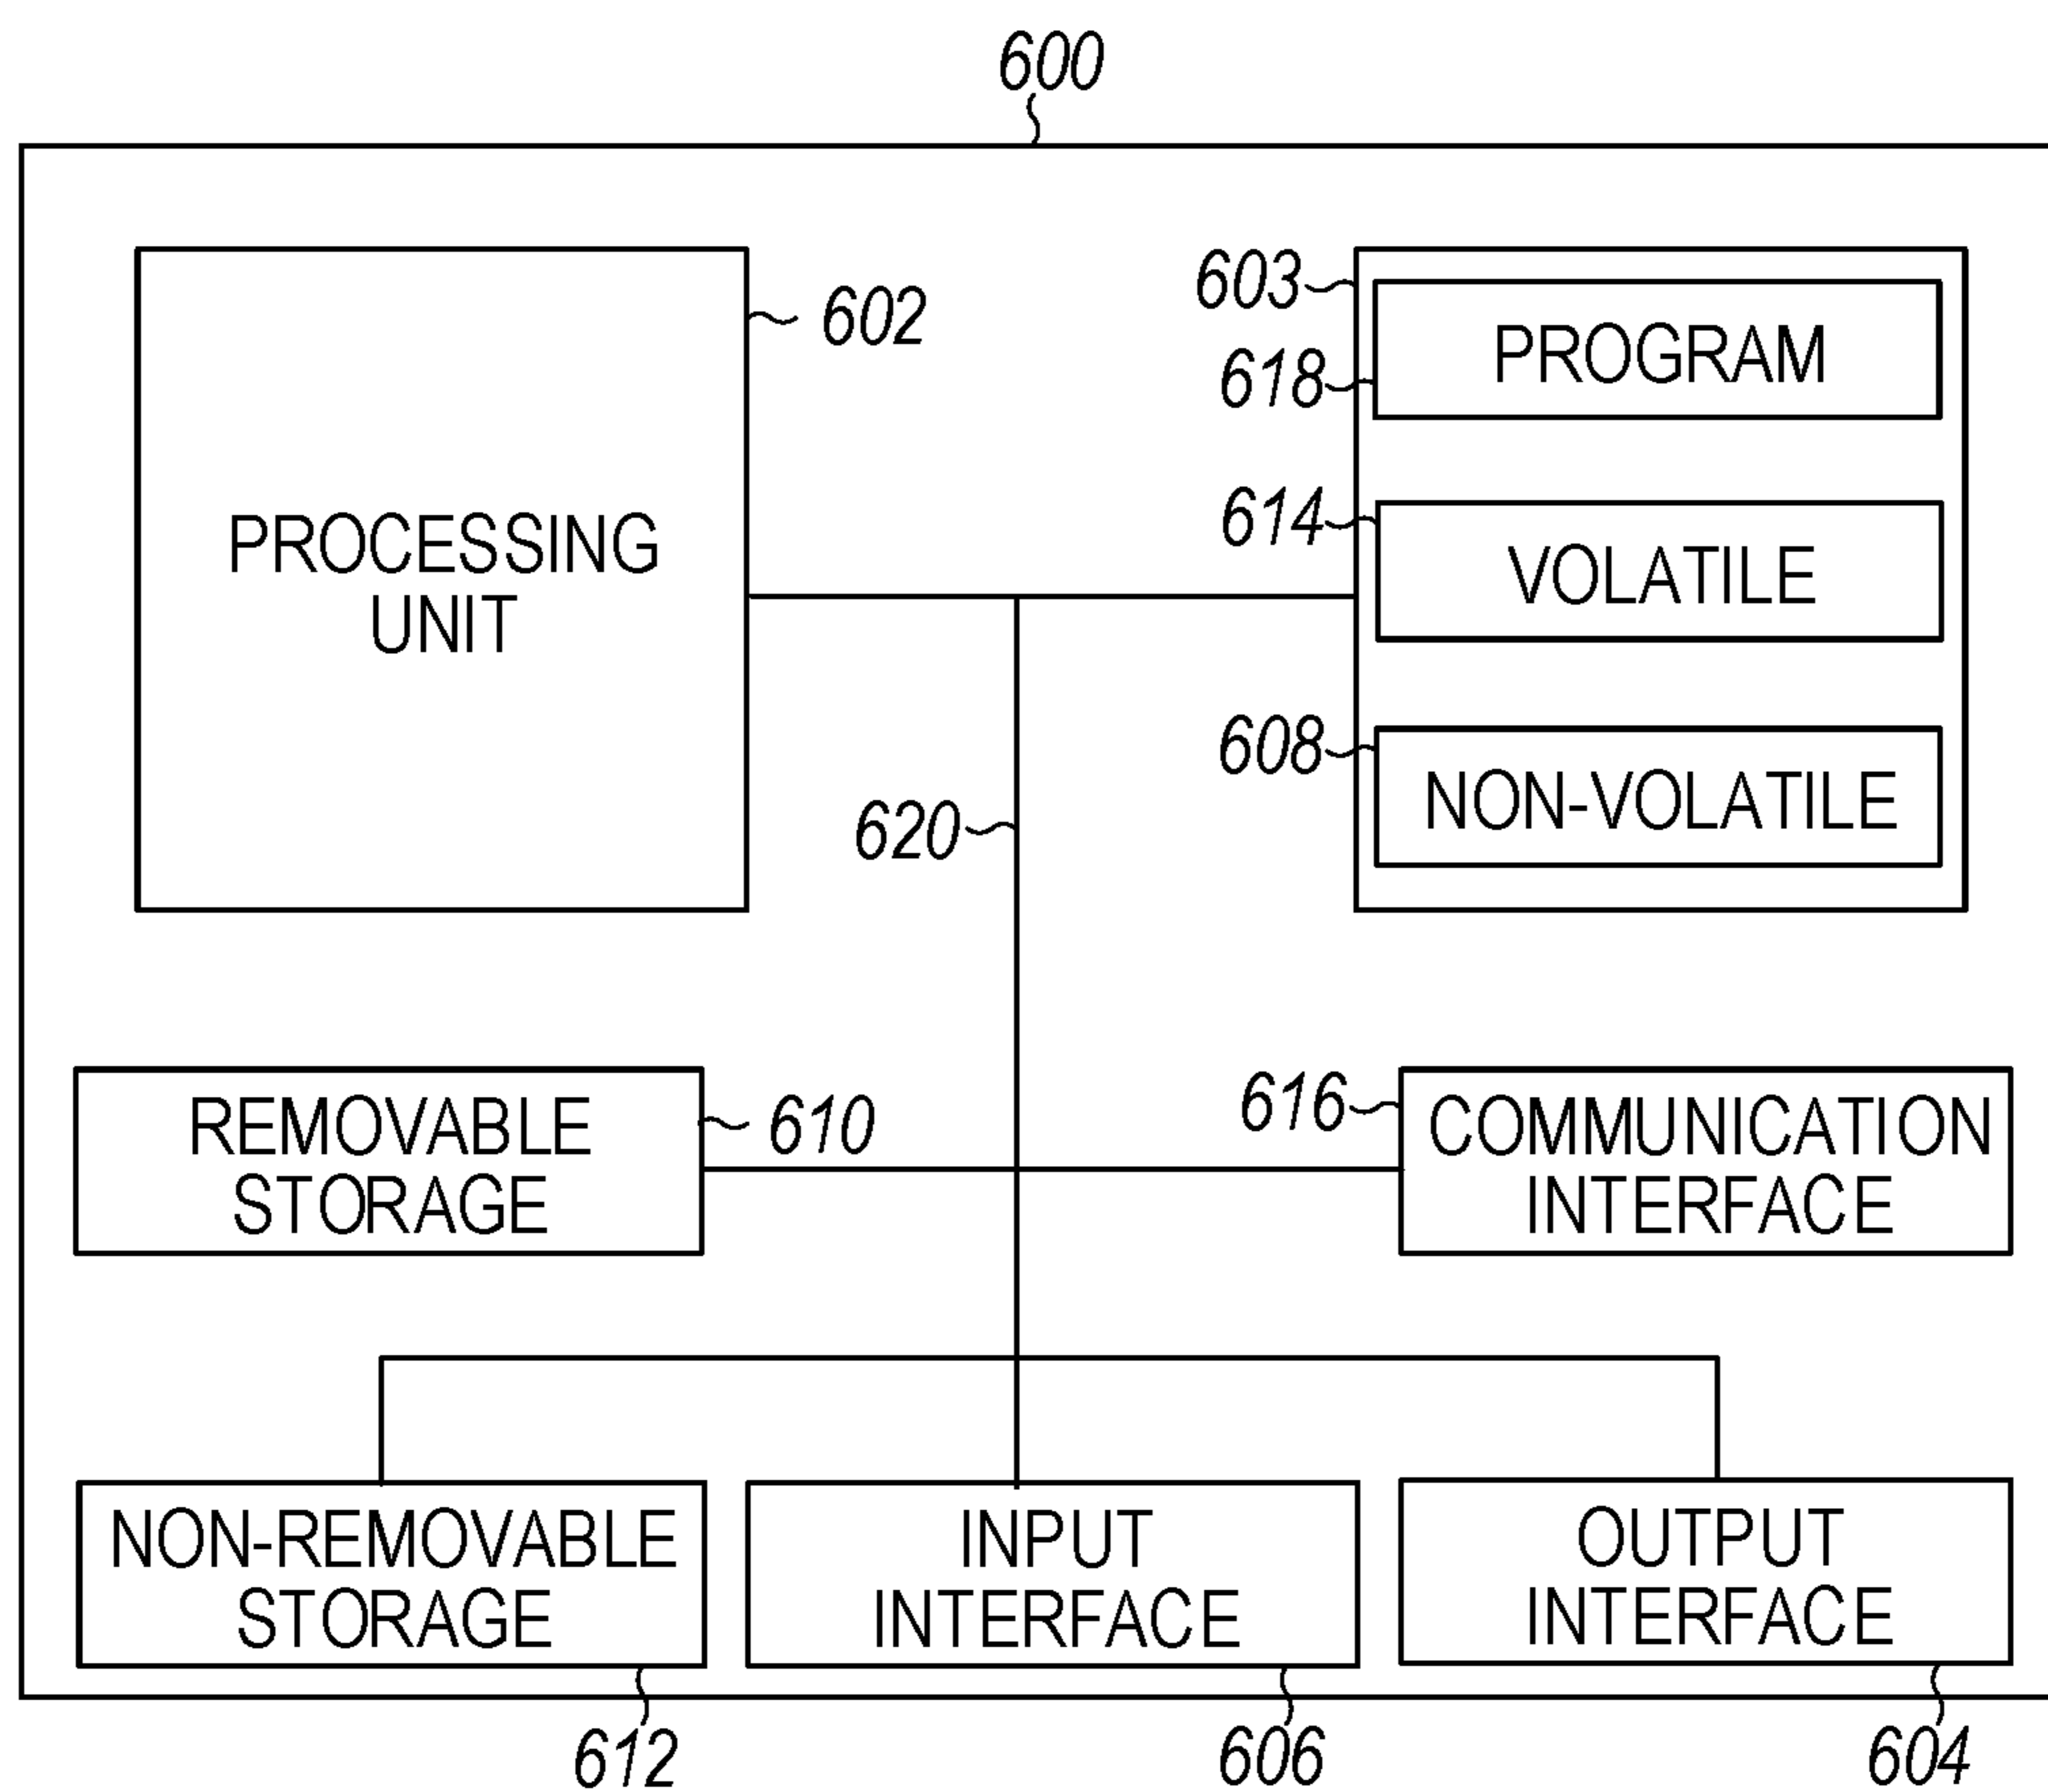 600
603
602
PROGRAM
618
614
VOLATILE
PROCESSING
UNIT
608
NON-VOLATILE
620
REMOVABLE
STORAGE
610
616
COMMUNICATION
INTERFACE
NON-REMOVABLE
STORAGE
INPUT
INTERFACE
OUTPUT
INTERFACE
612
606
604